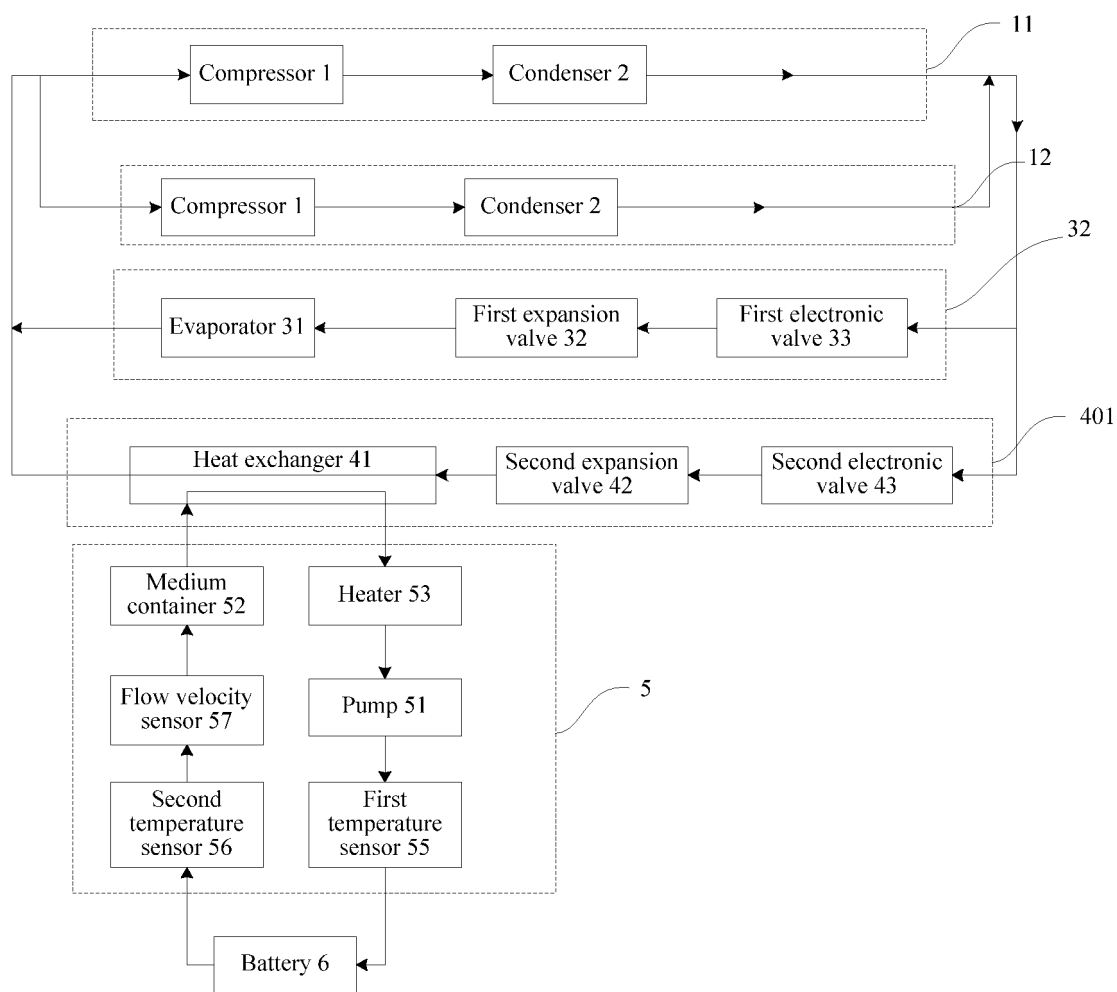 11
Compressor 1
Condenser 2
12
Compressor 1
Condenser 2
32
Evaporator 31
First expansion
valve 32
First electronic
valve 33
401
Heat exchanger 41
Second expansion
valve 42
Second electronic
valve 43
Medium
container 52
Heater 53
5
Flow velocity
sensor 57
Pump 51
Second
temperature
sensor 56
First
temperature
sensor 55
Battery 6